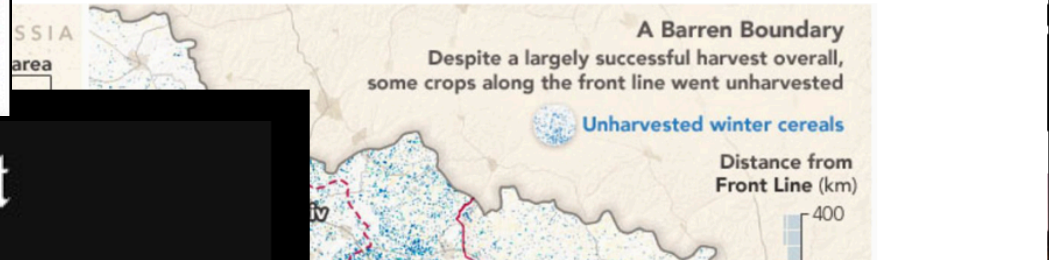 SSIA
area
A Barren Boundary
Despite a largely successful harvest overall,
some crops along the front line went unharvested
Unharvested winter cereals
Distance from
Front Line (km)
400
t
iv